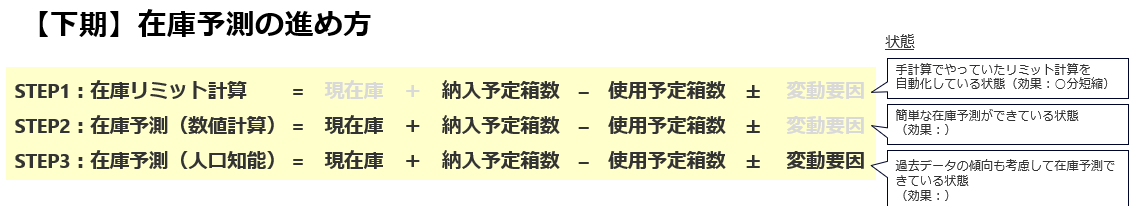 【下期】在庫予測の進め方
状態
STEP1：在庫リミット計算 = 現在庫 + 納入予定箱数 − 使用予定箱数 ± 変動要因
手計算でやっていたリミット計算を
自動化している状態（効果：○分短縮）
STEP2：在庫予測（数値計算） = 現在庫 + 納入予定箱数 − 使用予定箱数 ± 変動要因
簡単な在庫予測ができている状態
（効果：）
STEP3：在庫予測（人口知能） = 現在庫 + 納入予定箱数 − 使用予定箱数 ± 変動要因
過去データの傾向も考慮して在庫予測で
きている状態
（効果：）